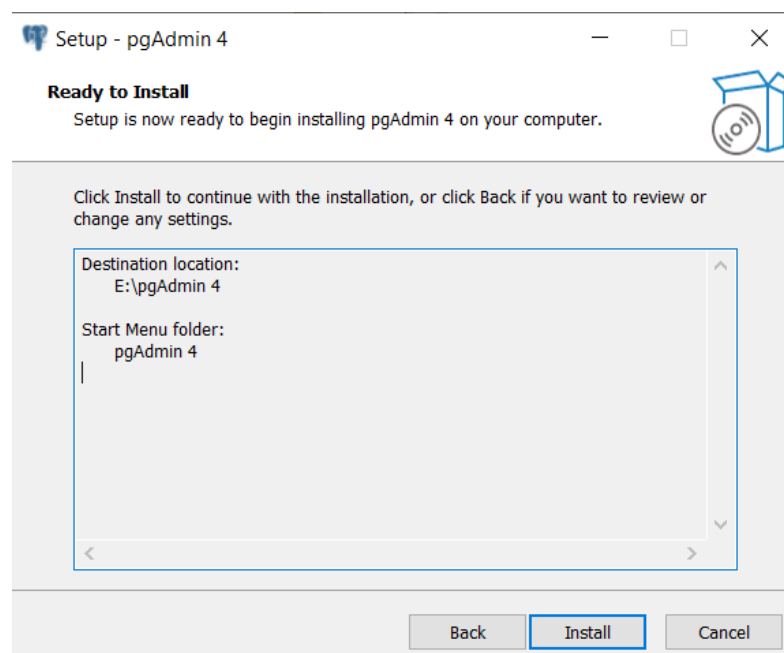 Setup - pgAdmin 4
Ready to Install
Setup is now ready to begin installing pgAdmin 4 on your computer.
Click Install to continue with the installation, or click Back if you want to review or
change any settings.
Destination location:
E:\pgAdmin 4
Start Menu folder:
pgAdmin 4
Back
Install
Cancel